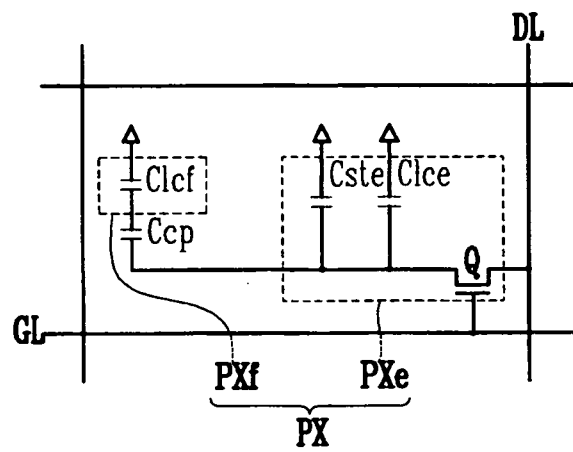 DL
Clcf
Cste Clce
Ccp
Q
GL
PXf PXe
PX